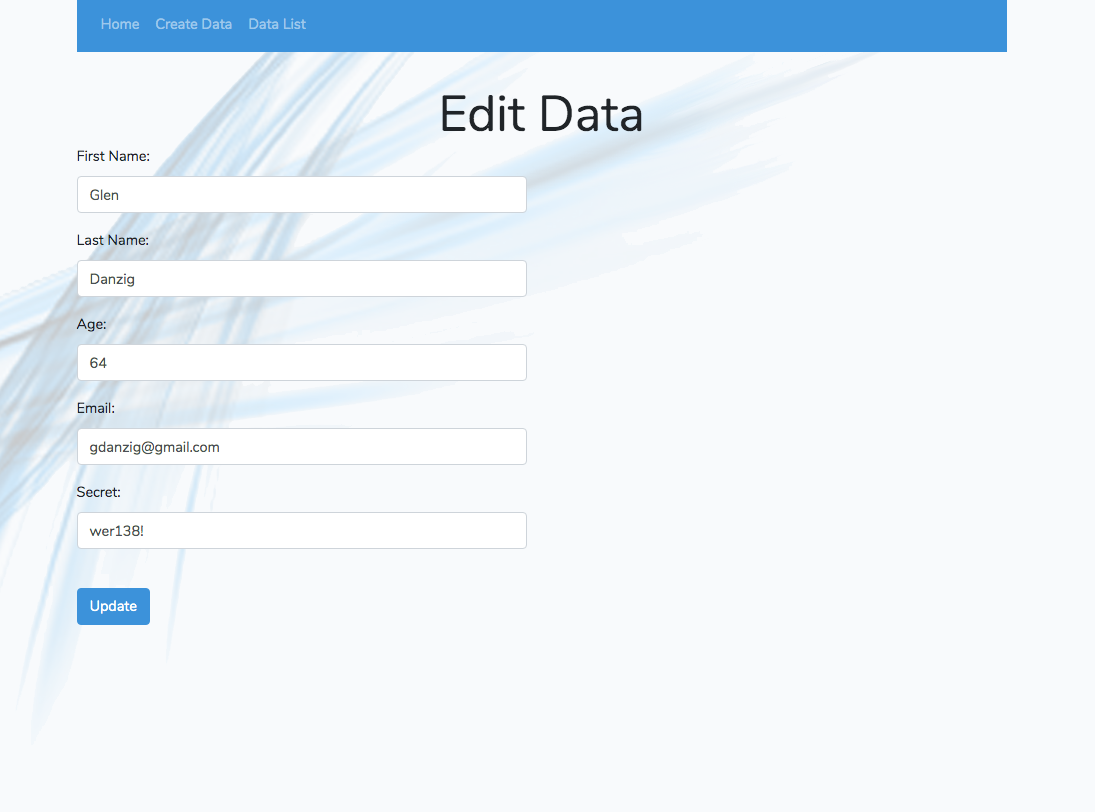 Home Create Data Data List
Edit Data
First Name:
Glen
Last Name:
Danzig
Age:
64
Email:
gdanzig@gmail.com
Secret:
wer138!
Update